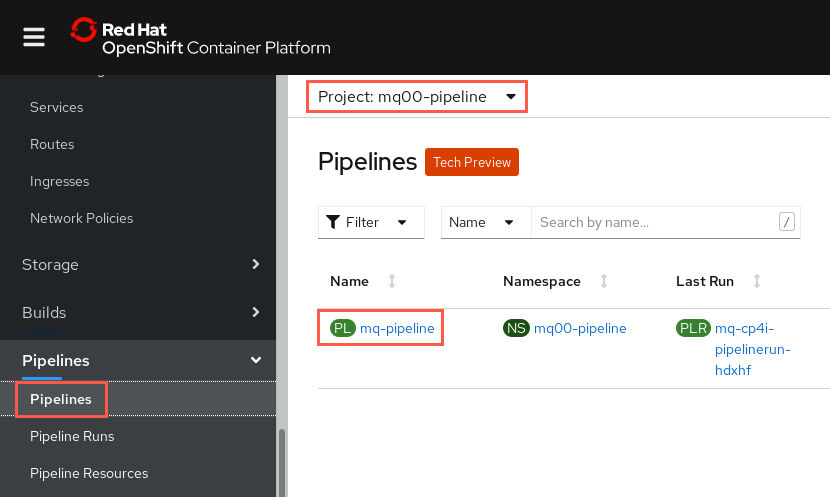 Red Hat
OpenShift Container Platform
Services
Routes
Ingresses
Network Policies
Storage
Builds
Pipelines
Pipelines
Pipeline Runs
Pipeline Resources
Project: mq00-pipeline
Pipelines Tech Preview
Filter Name Search by name... /
Name Namespace Last Run
PL mq-pipeline NS mq00-pipeline PLR mq-cp4i-
pipelinerun-
hdxhf